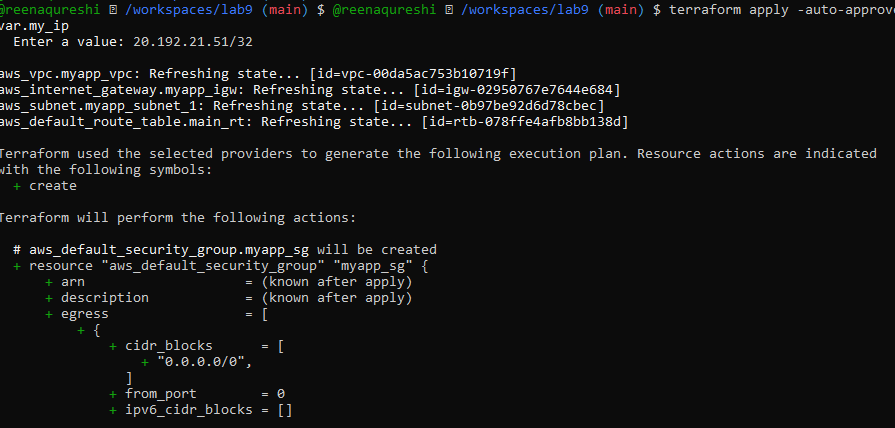 @reenaqureshi /workspaces/lab9 (main) $ @reenaqureshi /workspaces/lab9 (main) $ terraform apply -auto-approve
var.my_ip
  Enter a value: 20.192.21.51/32

aws_vpc.myapp_vpc: Refreshing state... [id=vpc-00da5ac753b10719f]
aws_internet_gateway.myapp_igw: Refreshing state... [id=igw-02950767e7644e684]
aws_subnet.myapp_subnet_1: Refreshing state... [id=subnet-0b97be92d6d78cbec]
aws_default_route_table.main_rt: Refreshing state... [id=rtb-078ffe4afb8bb138d]

Terraform used the selected providers to generate the following execution plan. Resource actions are indicated
with the following symbols:
  + create

Terraform will perform the following actions:

  # aws_default_security_group.myapp_sg will be created
  + resource "aws_default_security_group" "myapp_sg" {
      + arn                    = (known after apply)
      + description            = (known after apply)
      + egress                 = [
          + {
              + cidr_blocks      = [
                  + "0.0.0.0/0",
                ]
              + from_port        = 0
              + ipv6_cidr_blocks = []